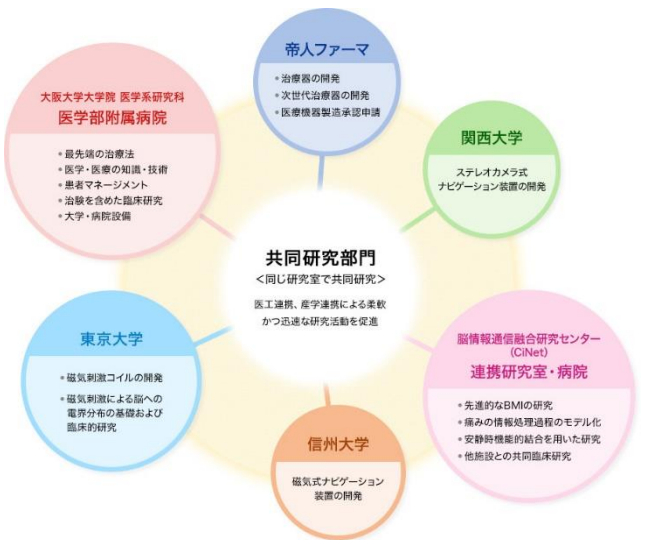 帝人ファーマ
• 治療器の開発
• 次世代治療器の開発
• 医療機器製造承認申請
大阪大学大学院 医学系研究科
医学部附属病院
• 最先端の治療法
• 医学・医療の知識・技術
• 患者マネージメント
• 治験を含めた臨床研究
• 大学・病院設備
関西大学
ステレオカメラ式
ナビゲーション装置の開発
共同研究部門
<同じ研究室で共同研究>
医工連携、産学連携による柔軟
かつ迅速な研究活動を促進
東京大学
• 磁気刺激コイルの開発
• 磁気刺激による脳への
電界分布の基礎および
臨床的研究
脳情報通信融合研究センター
(CiNet)
連携研究室・病院
• 先進的なBMIの研究
• 痛みの情報処理過程のモデル化
• 安静時機能的結合を用いた研究
• 他施設との共同臨床研究
信州大学
磁気式ナビゲーション
装置の開発